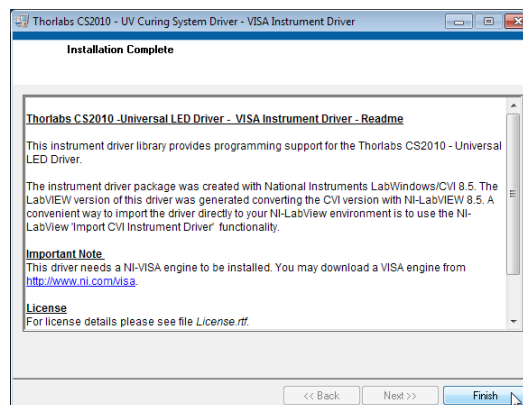 Thorlabs CS2010 - UV Curing System Driver - VISA Instrument Driver
Installation Complete
Thorlabs CS2010 -Universal LED Driver - VISA Instrument Driver - Readme
This instrument driver library provides programming support for the Thorlabs CS2010 - Universal
LED Driver.
The instrument driver package was created with National Instruments LabWindows/CVI 8.5. The
LabVIEW version of this driver was generated converting the CVI version with NI-LabVIEW 8.5. A
convenient way to import the driver directly to your NI-LabView environment is to use the NI-
LabView 'Import CVI Instrument Driver' functionality.
Important Note
This driver needs a NI-VISA engine to be installed. You may download a VISA engine from
http://www.ni.com/visa.
License
For license details please see file License.rtf.
<< Back Next >> Finish